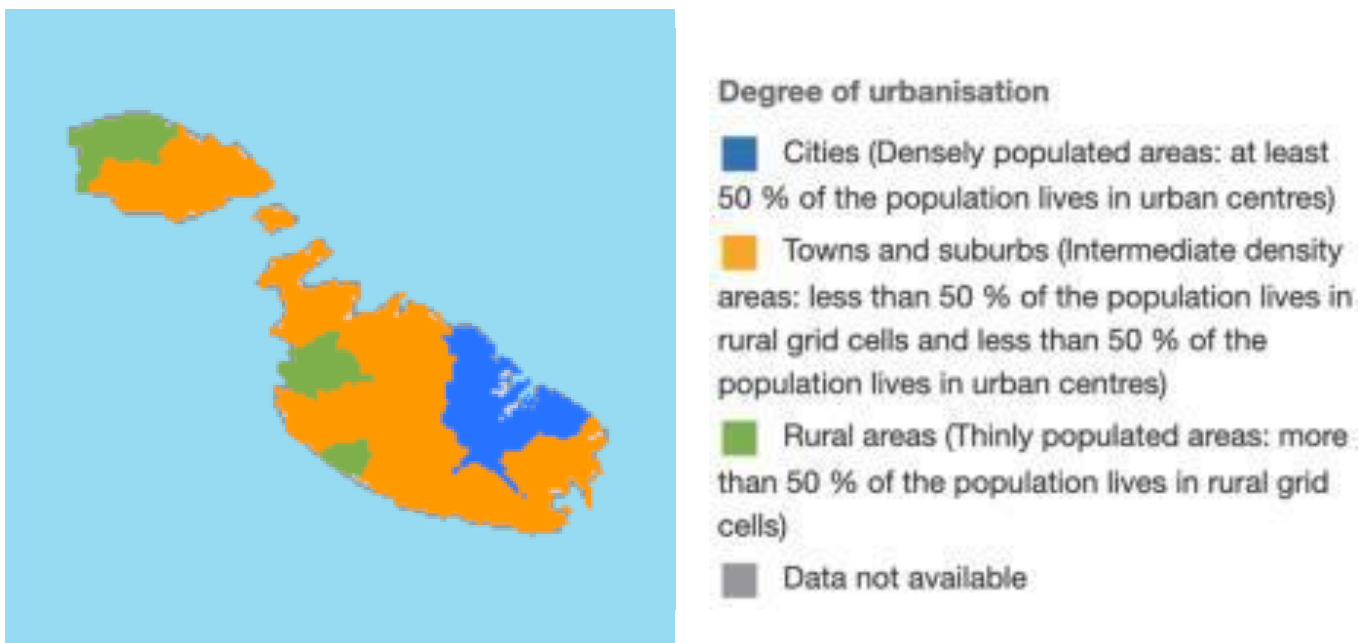 Degree of urbanisation
Cities (Densely populated areas: at least
50 % of the population lives in urban centres)
Towns and suburbs (Intermediate density
areas: less than 50 % of the population lives in
rural grid cells and less than 50 % of the
population lives in urban centres)
Rural areas (Thinly populated areas: more
than 50 % of the population lives in rural grid
cells)
Data not available